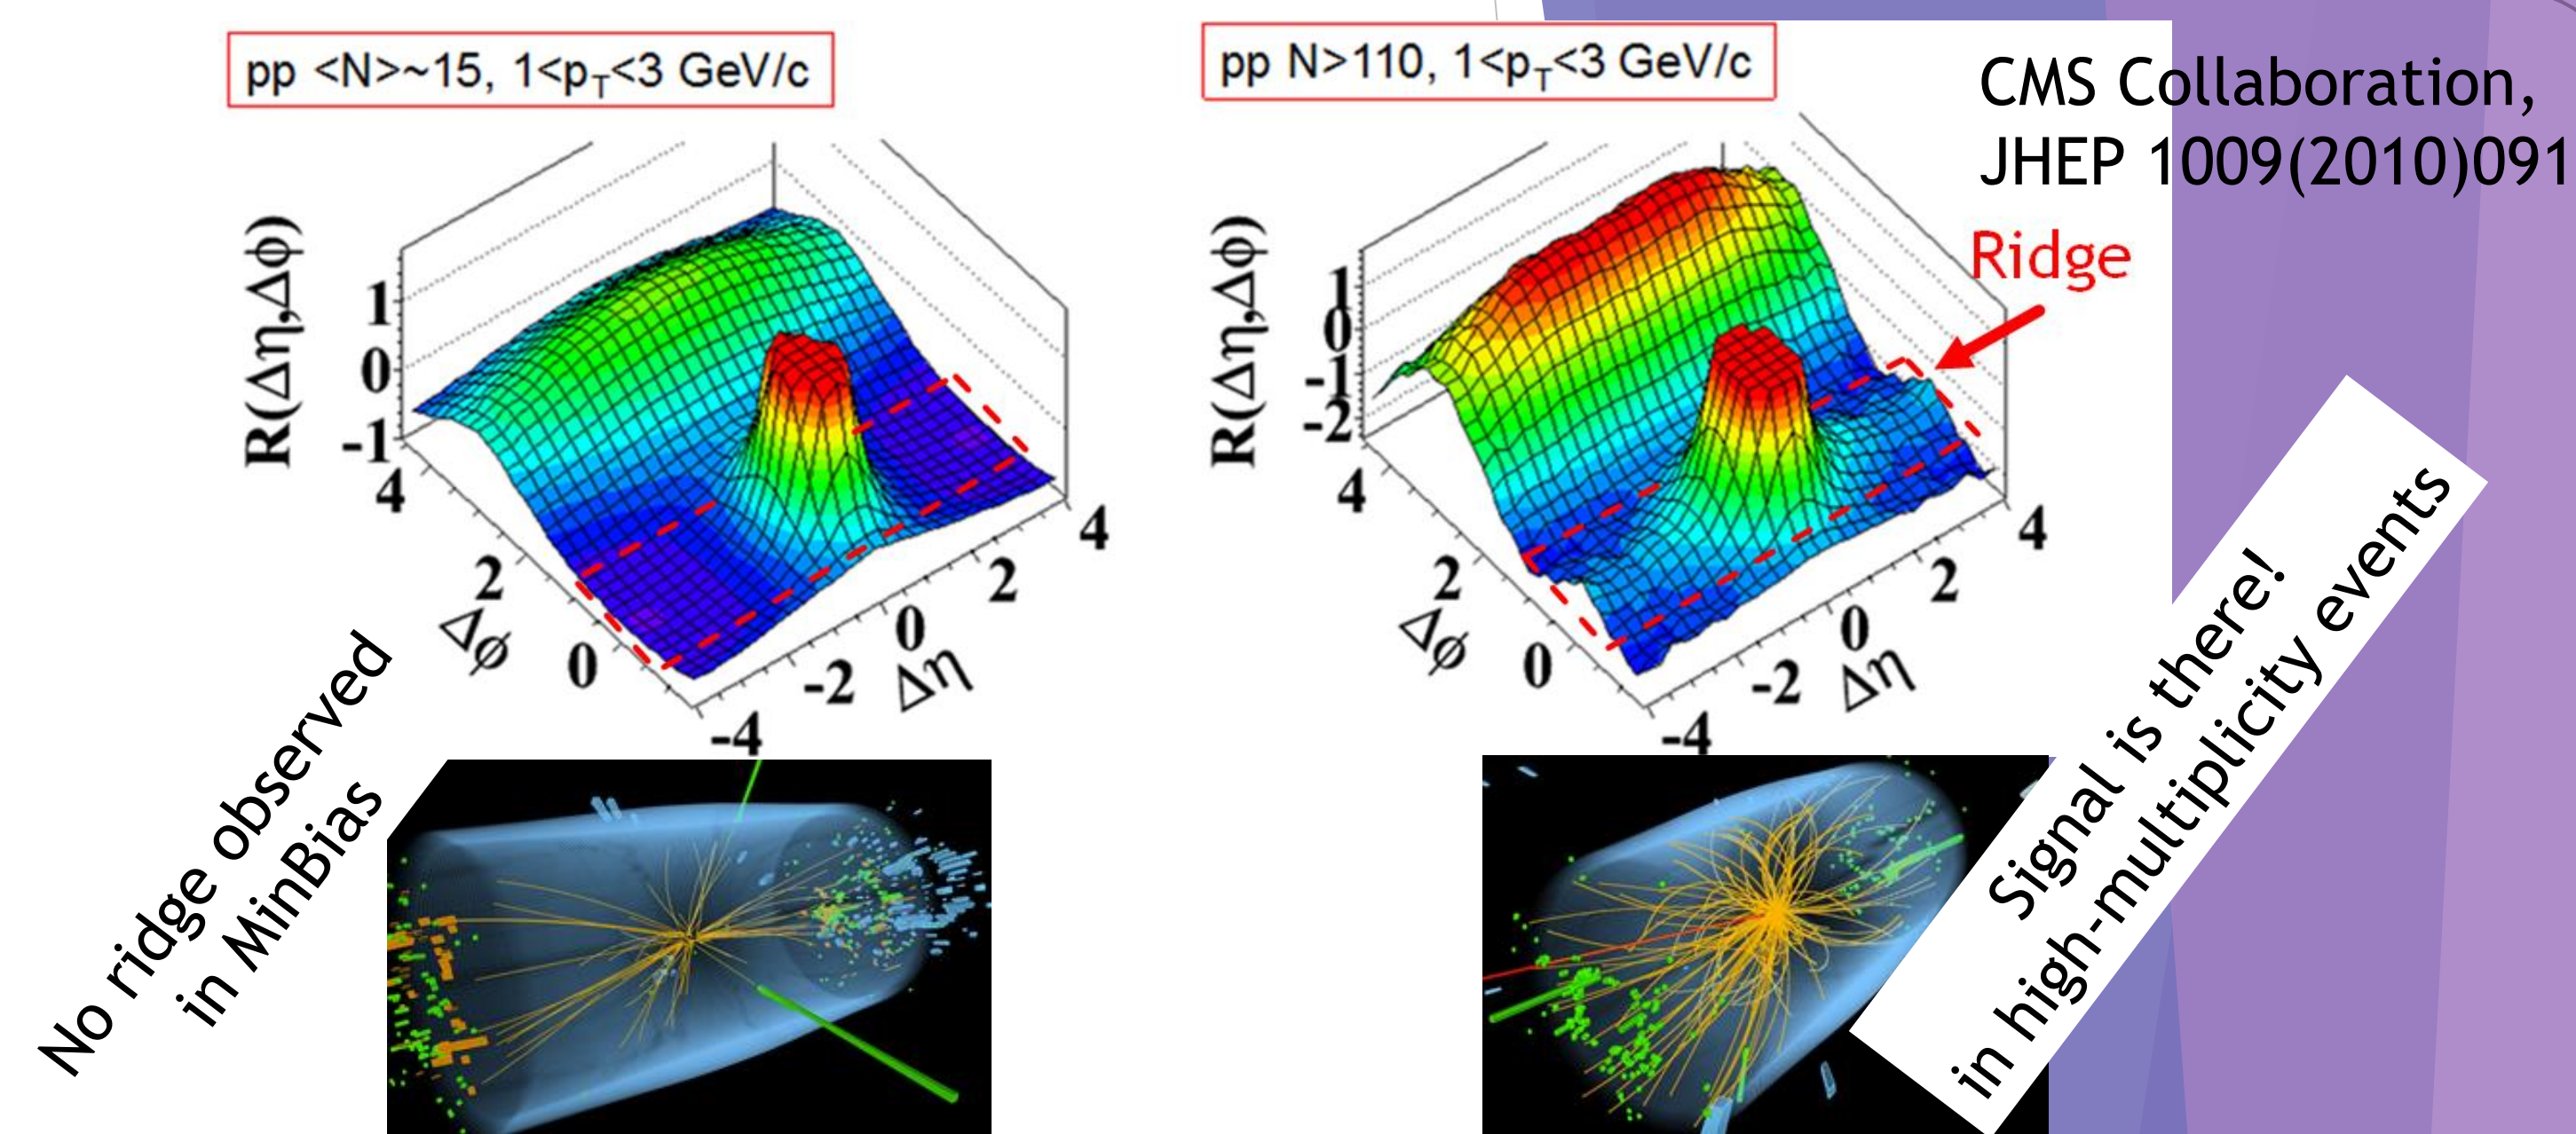 pp <N>~15, 1<pT<3 GeV/c
pp N>110, 1<pT<3 GeV/c
CMS Collaboration,
JHEP 1009(2010)091
Ridge
R(Δη,Δϕ)
1
0
-1
4
2
0
Δϕ
-4
-2
0
2
4
Δη
R(Δη,Δϕ)
1
0
-1
-2
4
2
0
Δϕ
-4
-2
0
2
4
Δη
No ridge observed
in MinBias
Signal is there!
in high-multiplicity events